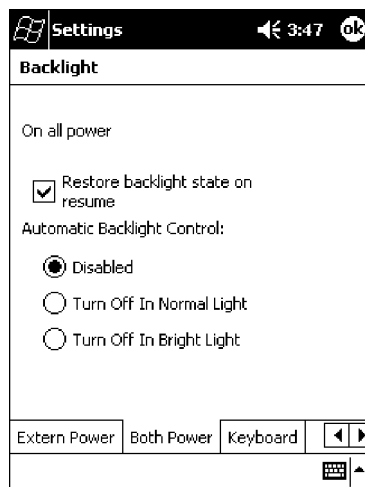 Settings 3:47 ok
Backlight
On all power
Restore backlight state on
resume
Automatic Backlight Control:
Disabled
Turn Off In Normal Light
Turn Off In Bright Light
Extern Power Both Power Keyboard